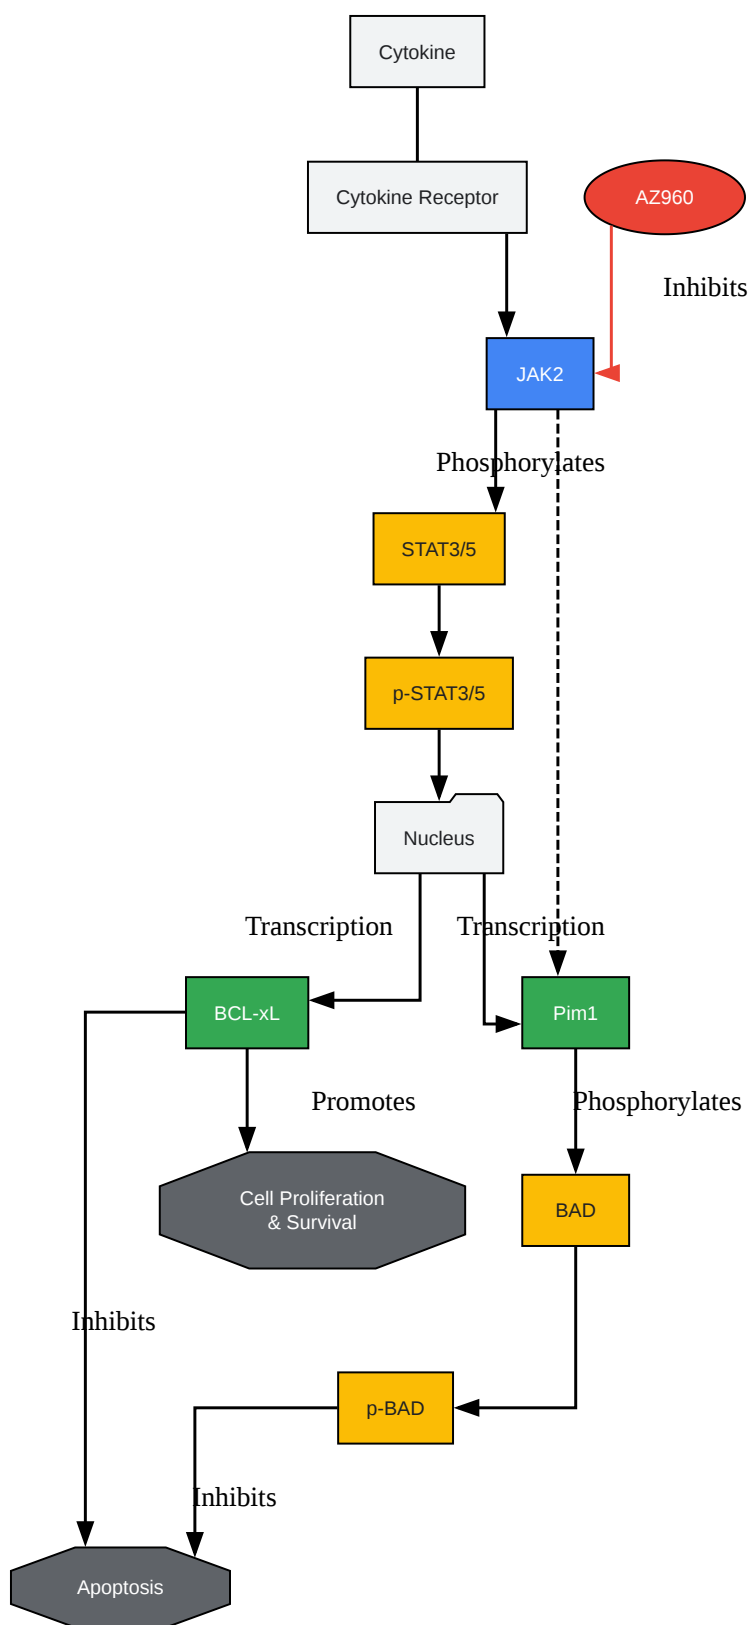 Cytokine
Cytokine Receptor
AZ960
Inhibits
JAK2
Phosphorylates
STAT3/5
p-STAT3/5
Nucleus
Transcription
Transcription
BCL-xL
Pim1
Promotes
Phosphorylates
Cell Proliferation
& Survival
BAD
Inhibits
p-BAD
Inhibits
Apoptosis